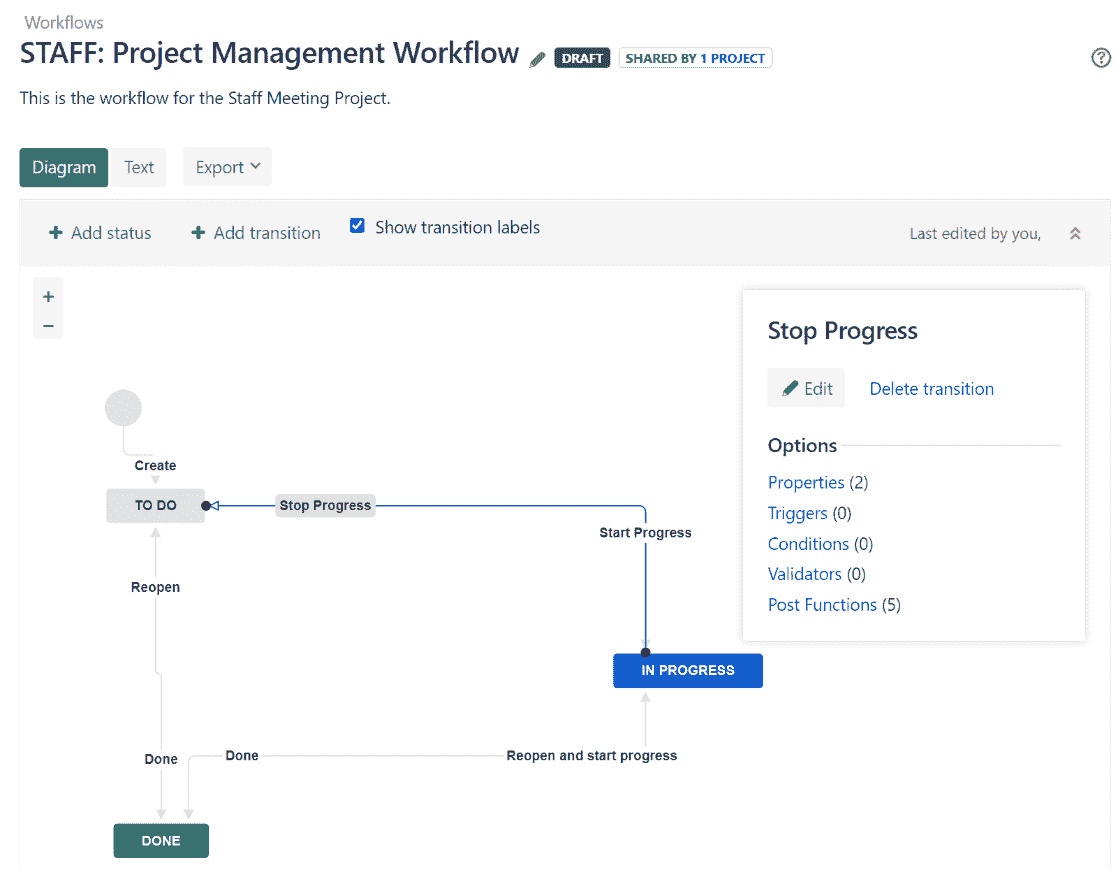 Workflows
STAFF: Project Management Workflow DRAFT SHARED BY 1 PROJECT ?
This is the workflow for the Staff Meeting Project.
Diagram Text Export
+ Add status + Add transition Show transition labels Last edited by you,
+
−
Stop Progress
Edit Delete transition
Options
Properties (2)
Triggers (0)
Conditions (0)
Validators (0)
Post Functions (5)
Create
TO DO
Stop Progress
Start Progress
Reopen
IN PROGRESS
Done
Done
Reopen and start progress
DONE